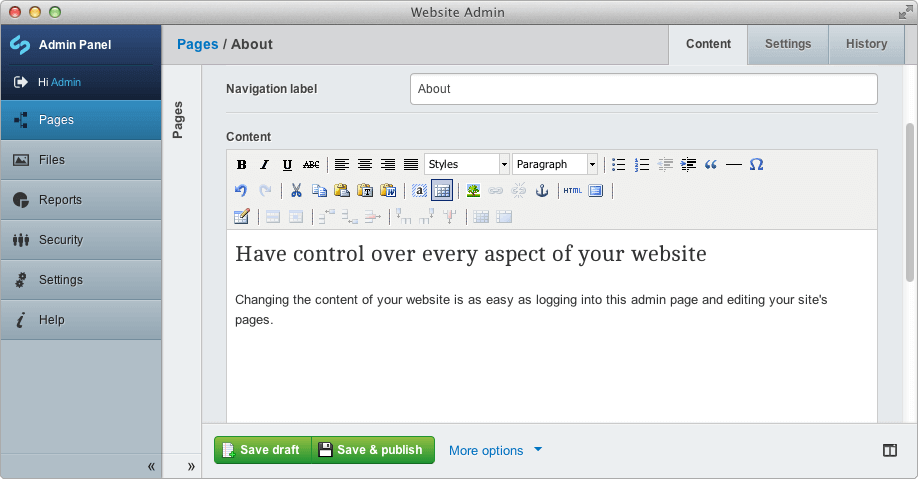 Website Admin
Admin Panel
Pages / About
Content
Settings
History
Hi Admin
Pages
Files
Reports
Security
Settings
Help
«
Pages
»
Navigation label
About
Content
B I U ABC Styles Paragraph “ — Ω
T W a HTML
Have control over every aspect of your website
Changing the content of your website is as easy as logging into this admin page and editing your site's
pages.
Save draft
Save & publish
More options